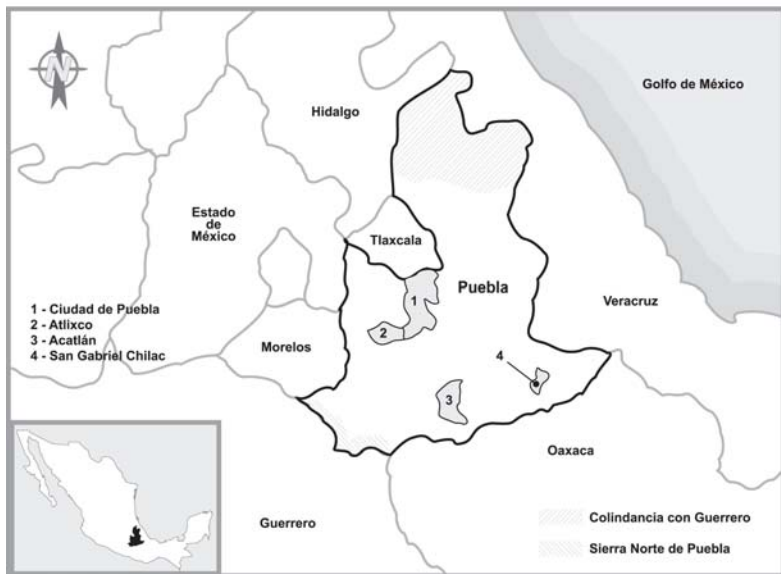 N
Golfo de México
Hidalgo
Estado
de
México
Tlaxcala
Puebla
1
Veracruz
1 - Ciudad de Puebla
2 - Atlixco
3 - Acatlán
4 - San Gabriel Chilac
2
Morelos
4
3
Oaxaca
Guerrero
Colindancia con Guerrero
Sierra Norte de Puebla